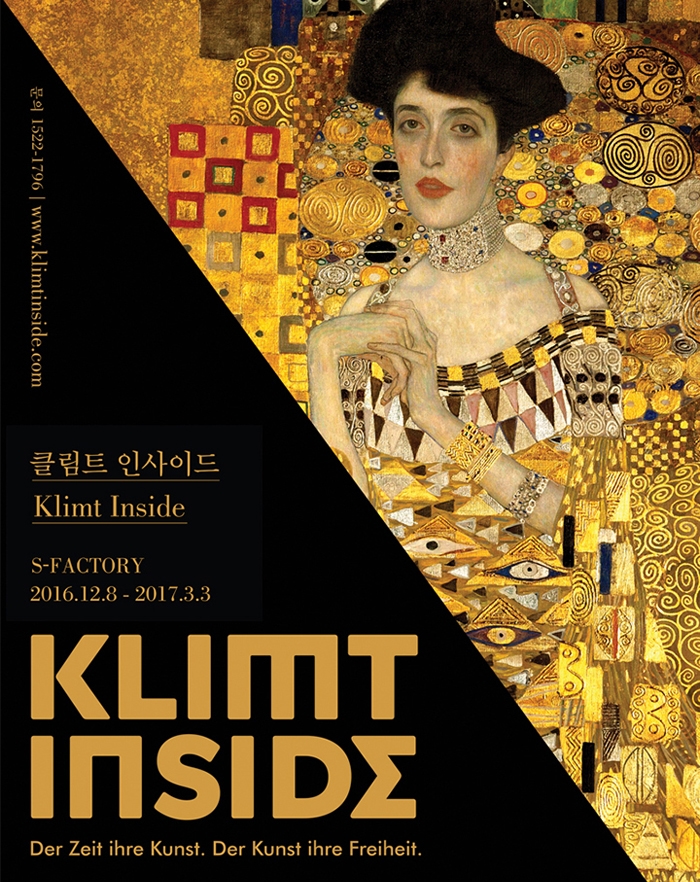 문의 1522-1796 | www.klimtinside.com
클림트 인사이드
Klimt Inside
S-FACTORY
2016.12.8 - 2017.3.3
KLIMT
INSIDE
Der Zeit ihre Kunst. Der Kunst ihre Freiheit.